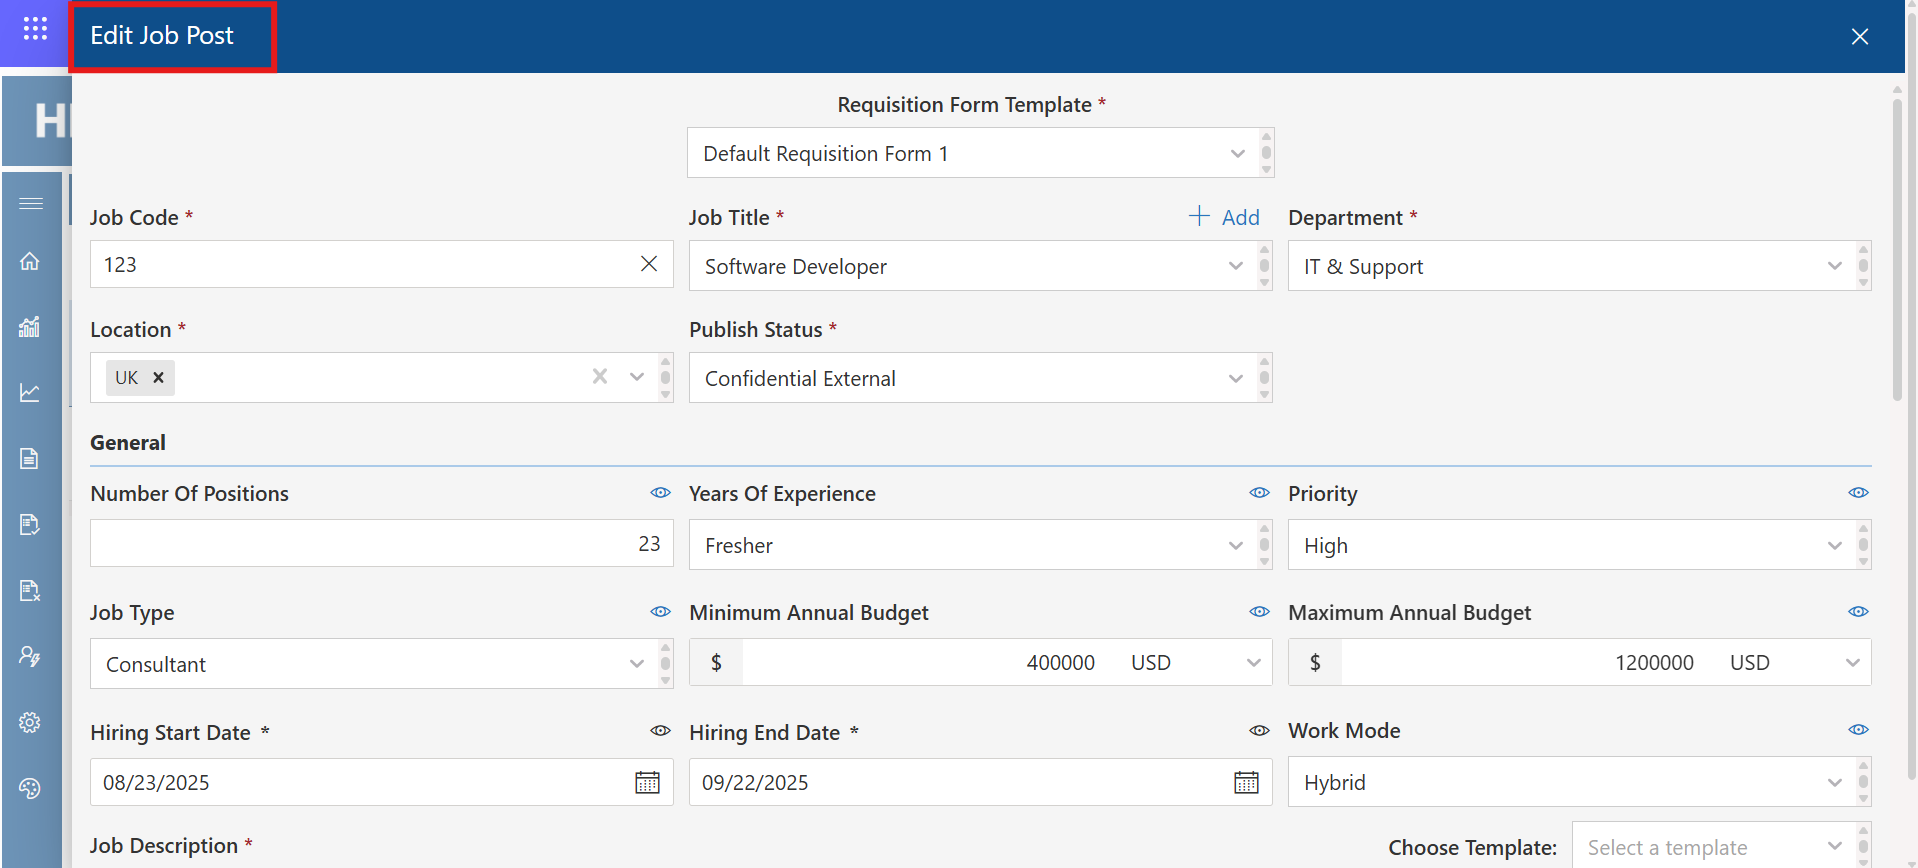 Edit Job Post
Requisition Form Template *
Default Requisition Form 1
Job Code *
Job Title *
Add
Department *
123
Software Developer
IT & Support
Location *
Publish Status *
UK
Confidential External
General
Number Of Positions
Years Of Experience
Priority
23
Fresher
High
Job Type
Minimum Annual Budget
Maximum Annual Budget
Consultant
$ 400000 USD
$ 1200000 USD
Hiring Start Date *
Hiring End Date *
Work Mode
08/23/2025
09/22/2025
Hybrid
Job Description *
Choose Template:
Select a template